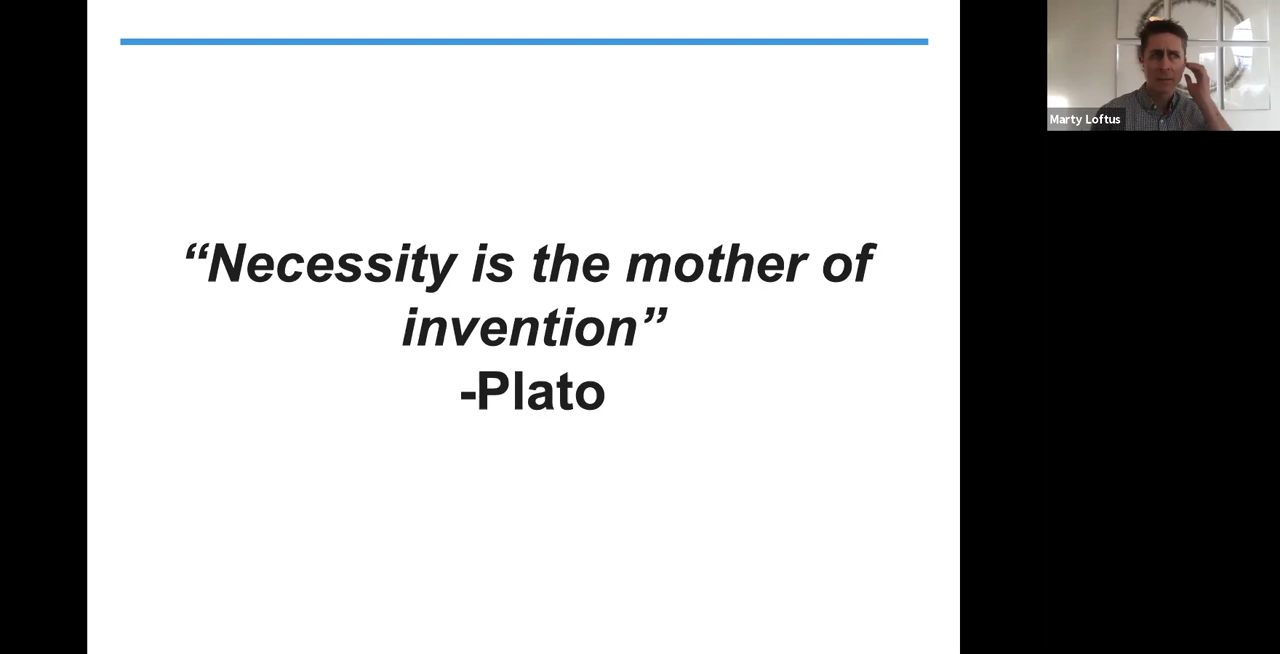 “Necessity is the mother of
invention”
-Plato
Marty Loftus